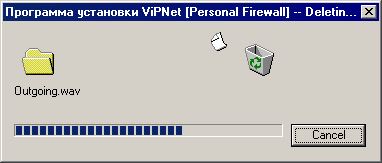 Программа установки ViPNet [Personal Firewall] -- Deletin...
Outgoing.wav
Cancel